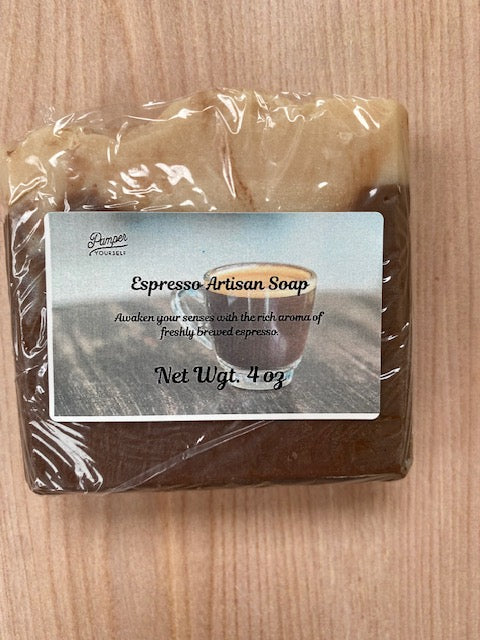 Pamper
YOURSELF
Espresso Artisan Soap
Awaken your senses with the rich aroma of
freshly brewed espresso.
Net Wgt. 4 oz